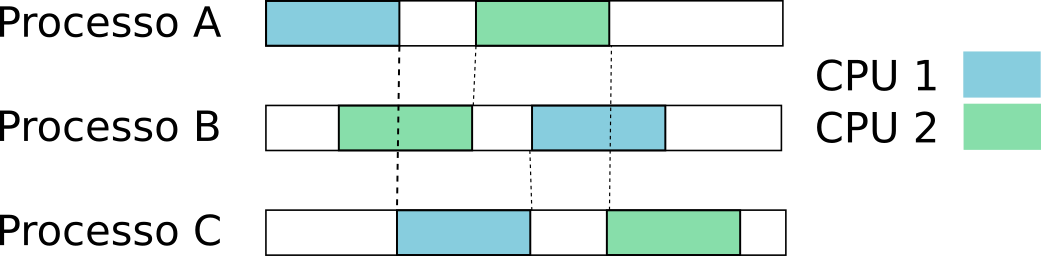 Processo A
Processo B
Processo C
CPU 1
CPU 2